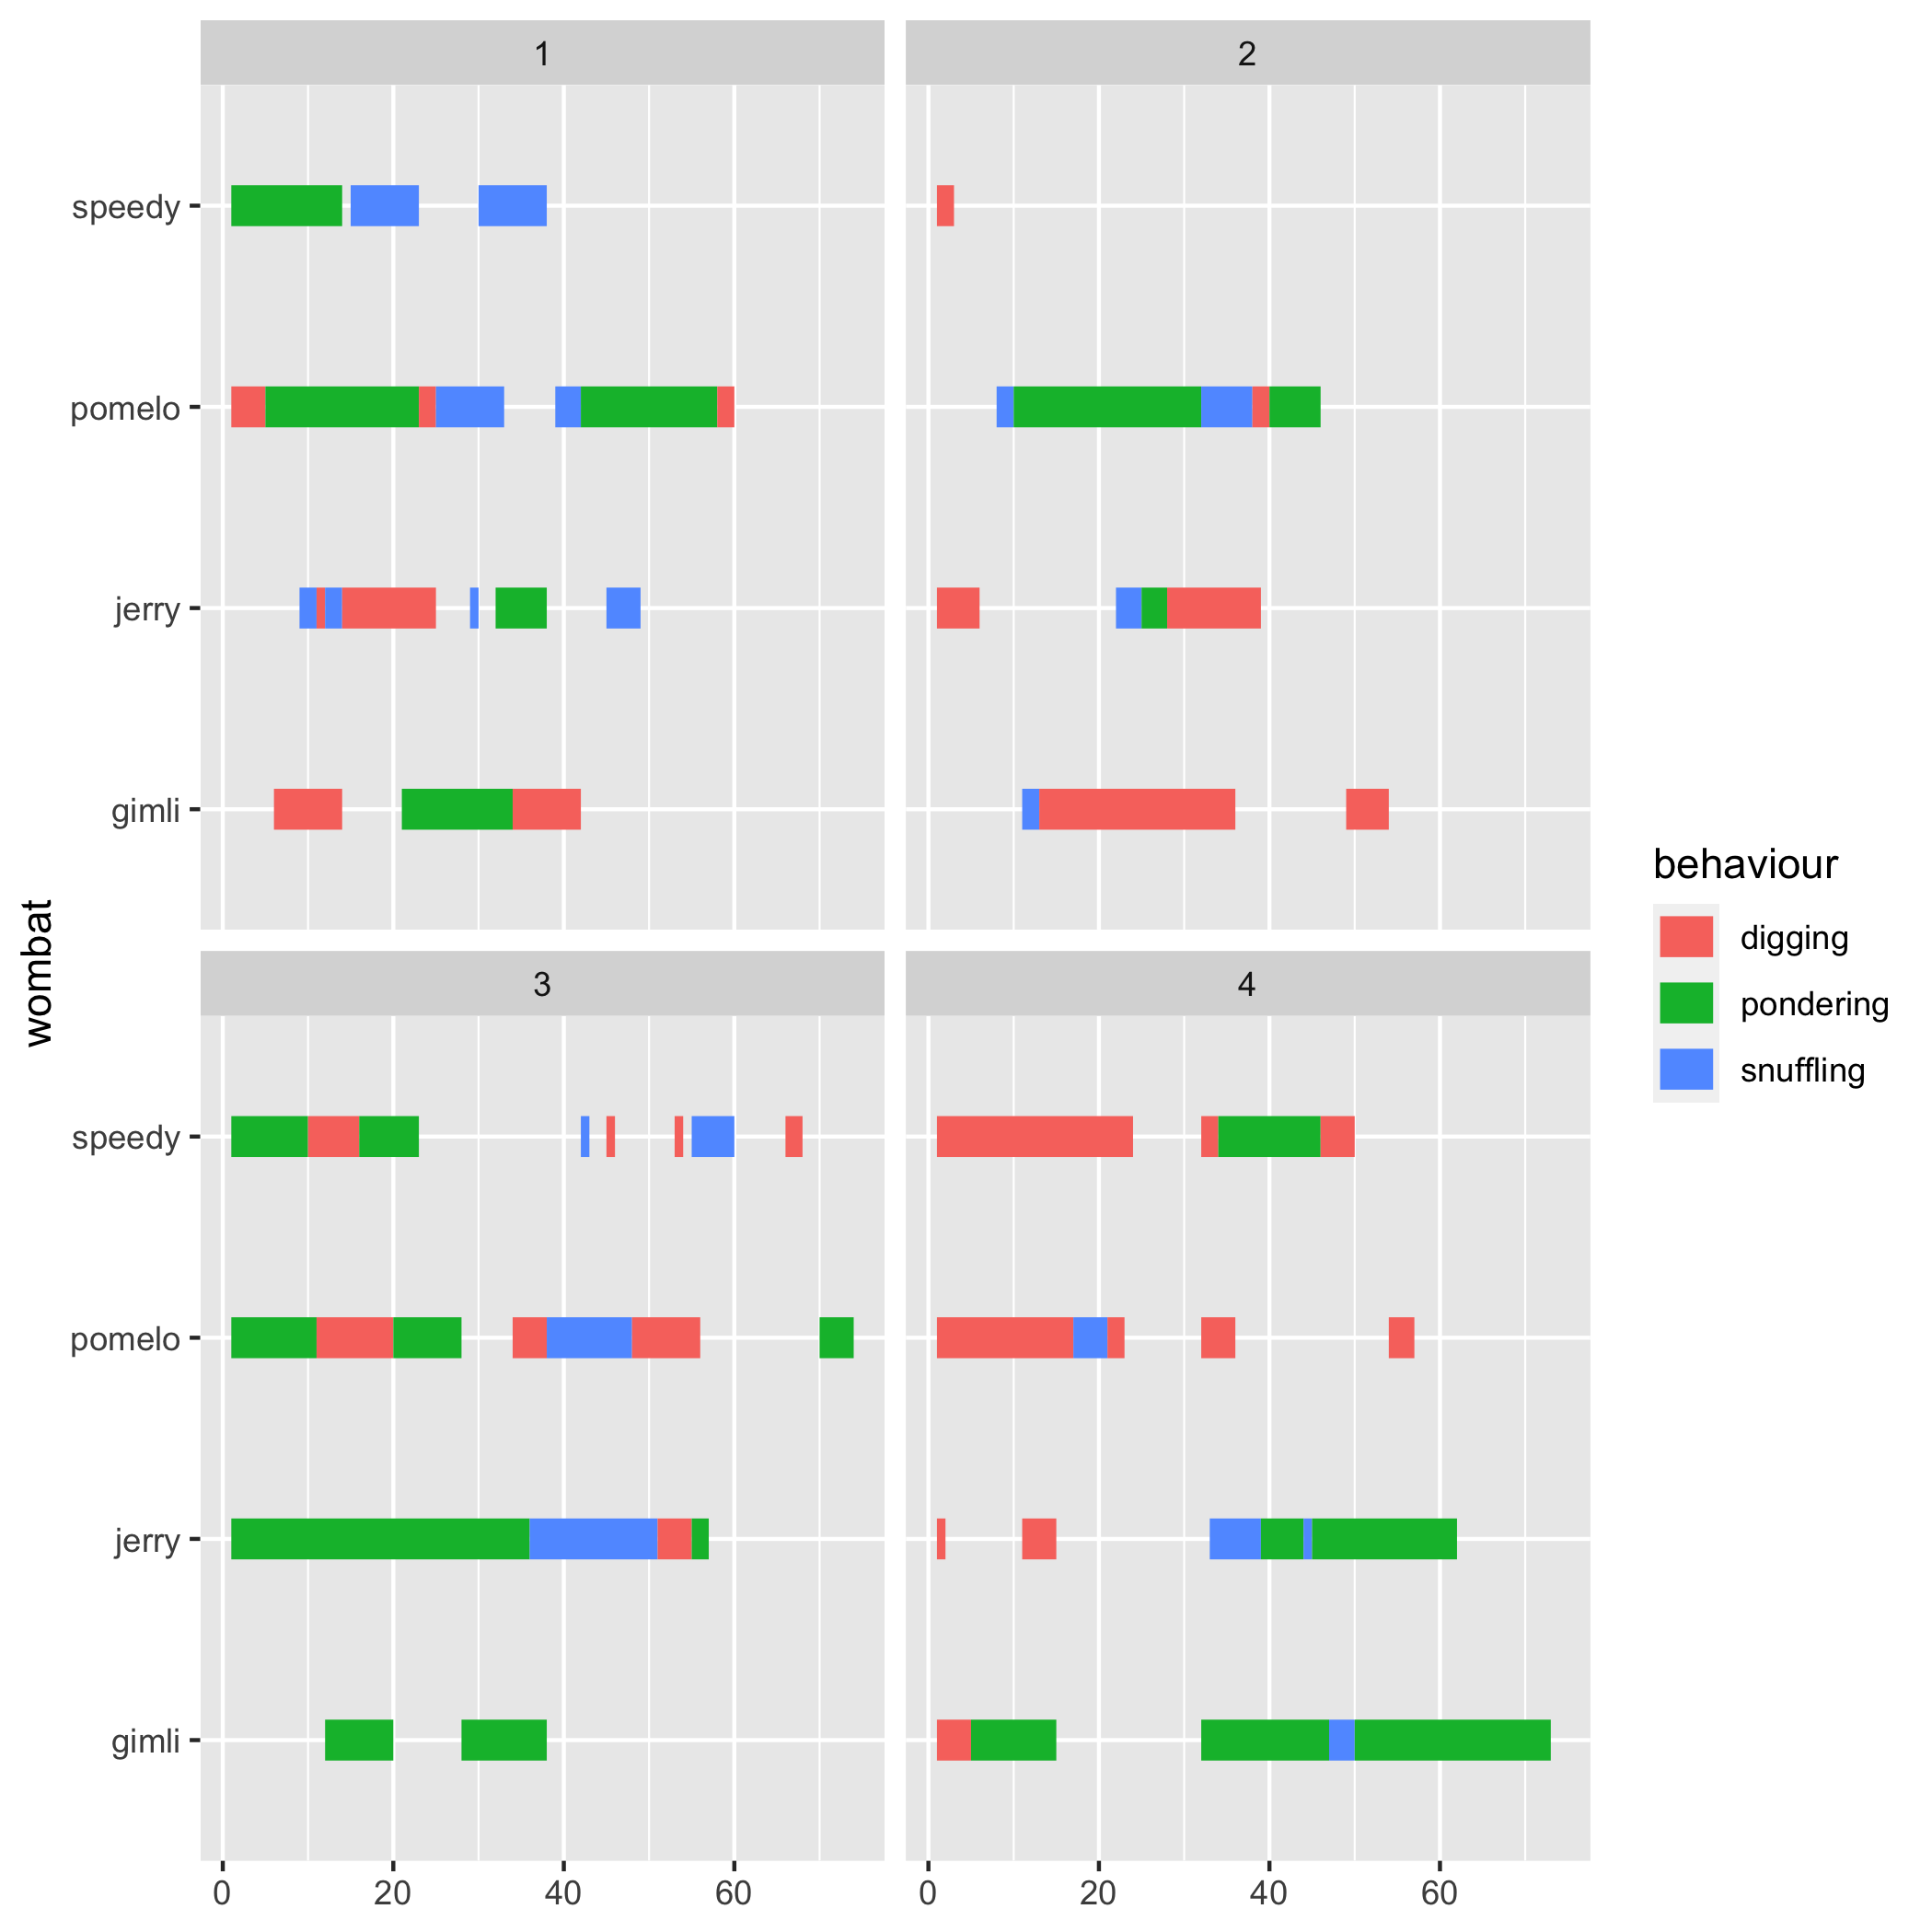 1
2
speedy
pomelo
jerry
gimli
wombat
3
4
speedy
pomelo
jerry
gimli
0 20 40 60
0 20 40 60
behaviour
digging
pondering
snuffling